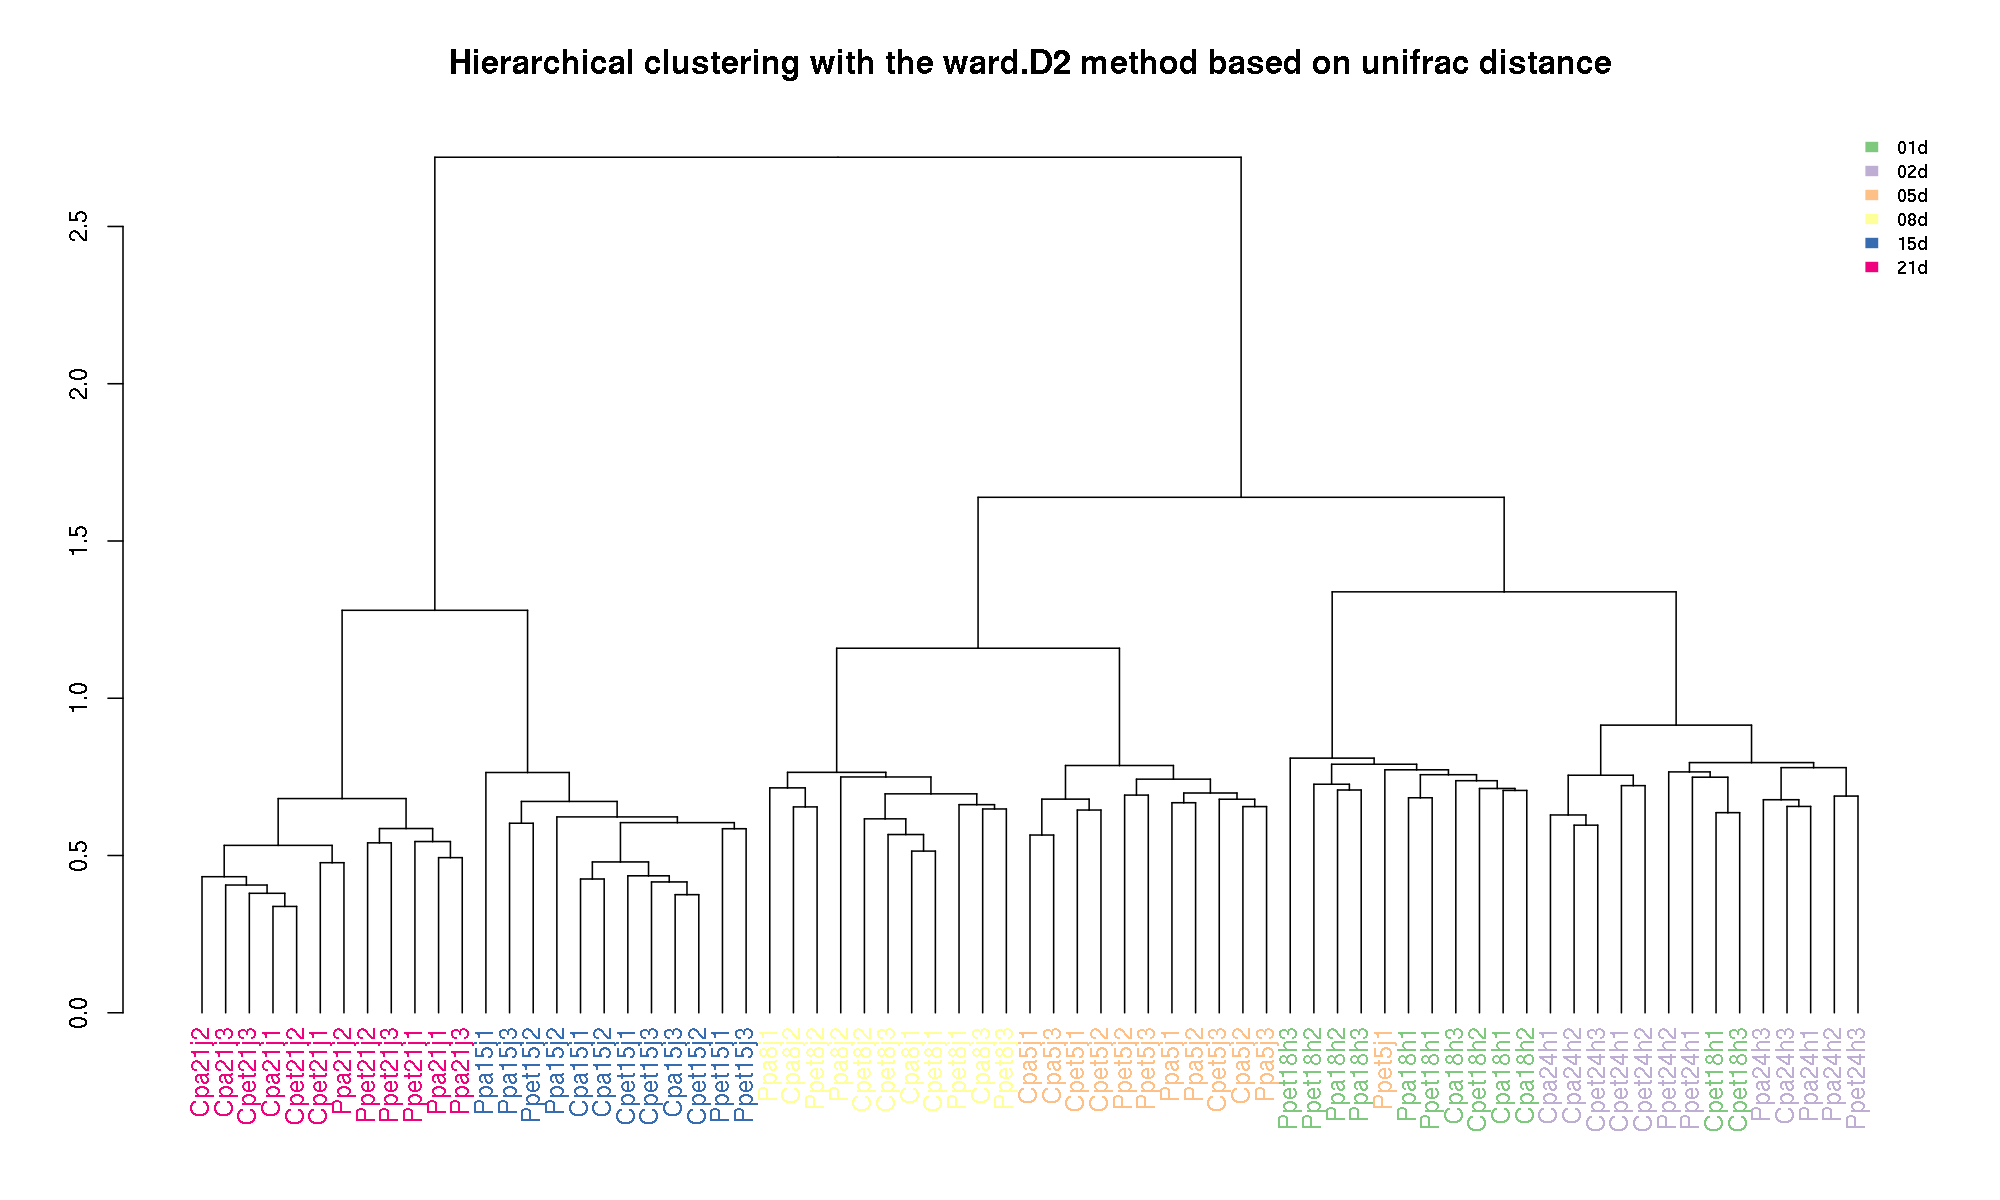 Hierarchical clustering with the ward.D2 method based on unifrac distance
01d
02d
05d
08d
15d
21d
2.5
2.0
1.5
1.0
0.5
0.0
Cpa21j2
Cpa21j3
Cpet21j3
Cpa21j1
Cpet21j2
Cpet21j1
Ppa21j2
Ppet21j2
Ppet21j3
Ppet21j1
Ppa21j1
Ppa21j3
Ppa15j1
Ppa15j3
Ppet15j2
Ppa15j2
Cpa15j1
Cpa15j2
Cpet15j1
Cpet15j3
Cpa15j3
Cpet15j2
Ppet15j1
Ppet15j3
Ppa8j1
Cpa8j2
Ppet8j2
Ppa8j2
Cpet8j2
Cpet8j3
Cpa8j1
Cpet8j1
Ppet8j1
Cpa8j3
Ppet8j3
Cpa5j1
Cpa5j3
Cpet5j1
Cpet5j2
Ppet5j2
Ppet5j3
Ppa5j1
Ppa5j2
Cpet5j3
Cpa5j2
Ppa5j3
Ppet18h3
Ppet18h2
Ppa18h2
Ppa18h3
Ppet5j1
Ppa18h1
Ppet18h1
Cpa18h3
Cpet18h2
Cpa18h1
Cpa18h2
Cpa24h1
Cpa24h2
Cpet24h3
Cpet24h1
Cpet24h2
Ppet24h2
Ppet24h1
Cpet18h1
Cpet18h3
Ppa24h3
Cpa24h3
Ppa24h1
Ppa24h2
Ppet24h3